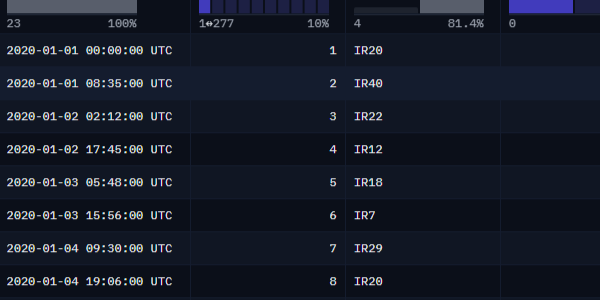 23 100% 1↔277 10% 4 81.4% 0
2020-01-01 00:00:00 UTC 1 IR20
2020-01-01 08:35:00 UTC 2 IR40
2020-01-02 02:12:00 UTC 3 IR22
2020-01-02 17:45:00 UTC 4 IR12
2020-01-03 05:48:00 UTC 5 IR18
2020-01-03 15:56:00 UTC 6 IR7
2020-01-04 09:30:00 UTC 7 IR29
2020-01-04 19:06:00 UTC 8 IR20